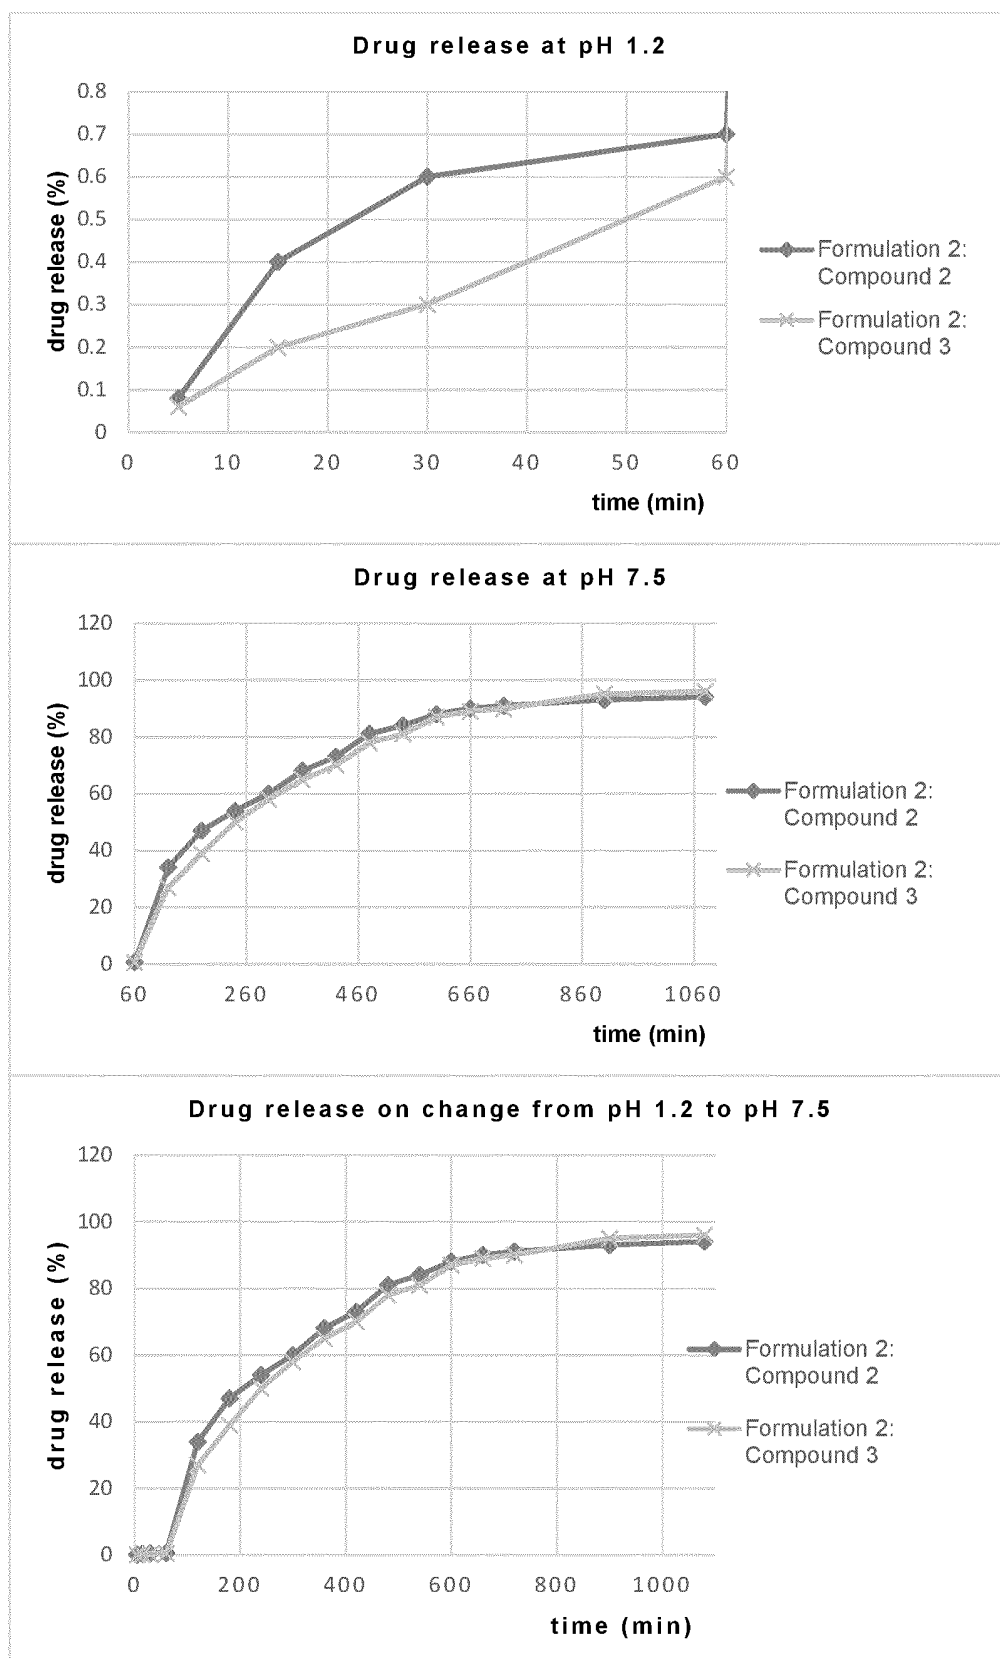 Drug release at pH 1.2
0.8
0.7
0.6
0.5
0.4
0.3
0.2
0.1
0
drug release (%)
0 10 20 30 40 50 60
time (min)
Formulation 2:
Compound 2
Formulation 2:
Compound 3
Drug release at pH 7.5
120
100
80
60
40
20
0
drug release (%)
60 260 460 660 860 1060
time (min)
Formulation 2:
Compound 2
Formulation 2:
Compound 3
Drug release on change from pH 1.2 to pH 7.5
120
100
80
60
40
20
0
drug release (%)
0 200 400 600 800 1000
time (min)
Formulation 2:
Compound 2
Formulation 2:
Compound 3